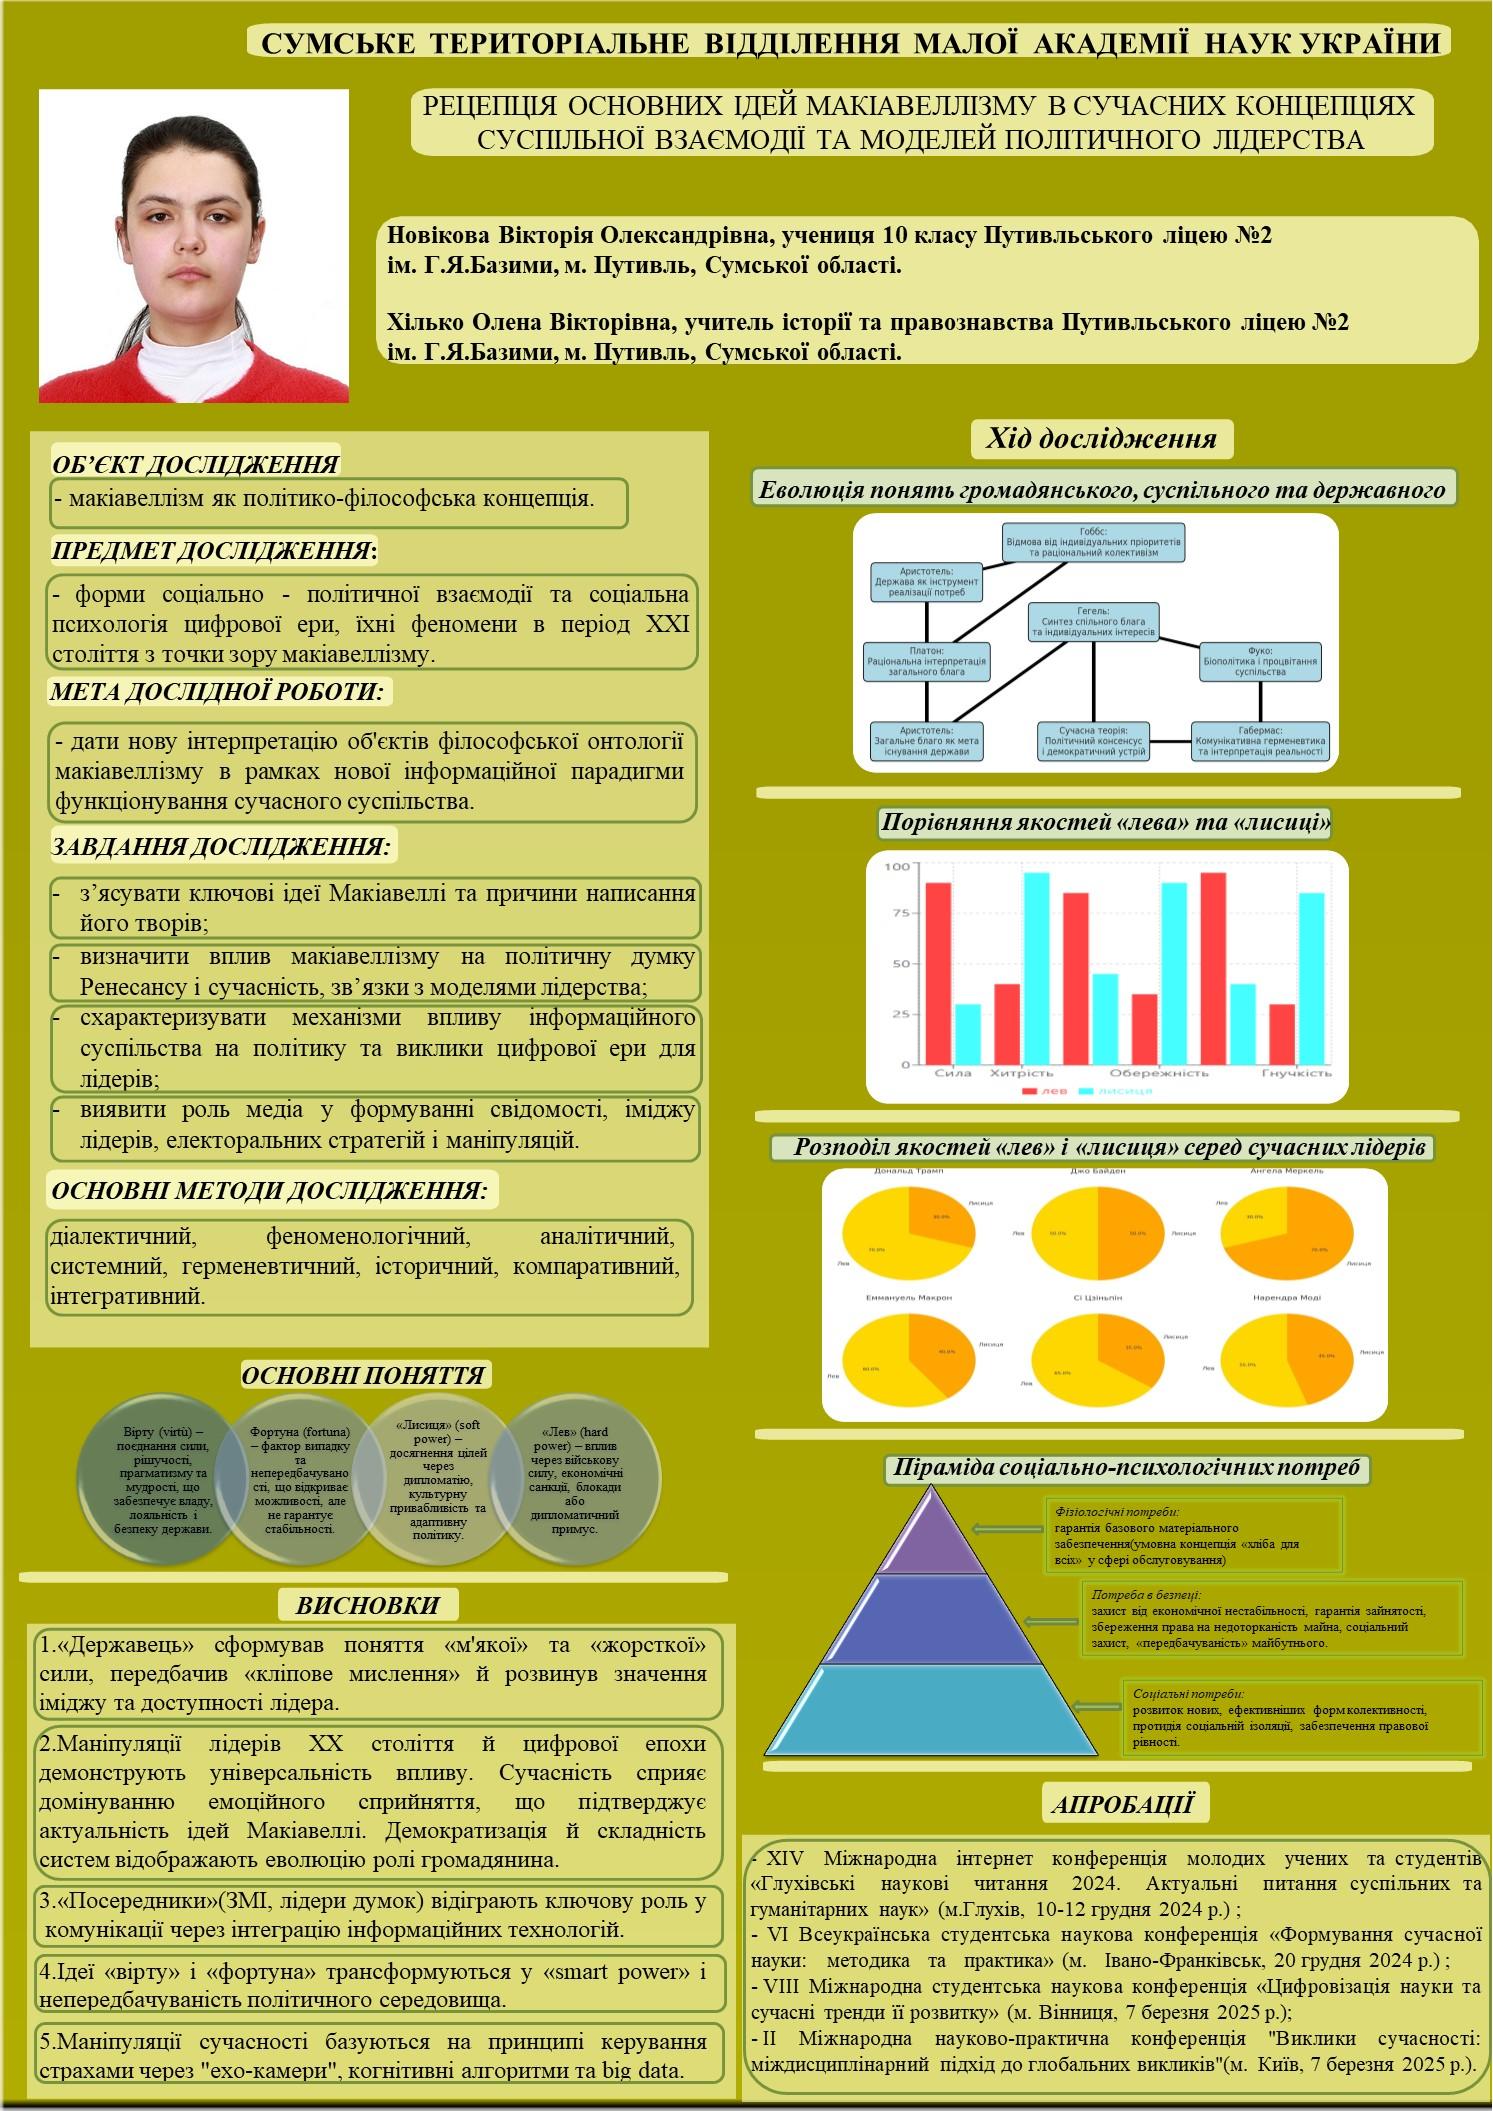 СУМСЬКЕ ТЕРИТОРІАЛЬНЕ ВІДДІЛЕННЯ МАЛОЇ АКАДЕМІЇ НАУК УКРАЇНИ
РЕЦЕПЦІЯ ОСНОВНИХ ІДЕЙ МАКІАВЕЛЛІЗМУ В СУЧАСНИХ КОНЦЕПЦІЯХ
СУСПІЛЬНОЇ ВЗАЄМОДІЇ ТА МОДЕЛЕЙ ПОЛІТИЧНОГО ЛІДЕРСТВА
Новікова Вікторія Олександрівна, учениця 10 класу Путивльського ліцею №2
ім. Г.Я.Базими, м. Путивль, Сумської області.
Хілько Олена Вікторівна, учитель історії та правознавства Путивльського ліцею №2
ім. Г.Я.Базими, м. Путивль, Сумської області.
ОБ’ЄКТ ДОСЛІДЖЕННЯ
- макіавеллізм як політико-філософська концепція.
ПРЕДМЕТ ДОСЛІДЖЕННЯ:
- форми соціально - політичної взаємодії та соціальна
психологія цифрової ери, їхні феномени в період XXI
століття з точки зору макіавеллізму.
МЕТА ДОСЛІДНОЇ РОБОТИ:
- дати нову інтерпретацію об'єктів філософської онтології
макіавеллізму в рамках нової інформаційної парадигми
функціонування сучасного суспільства.
ЗАВДАННЯ ДОСЛІДЖЕННЯ:
- з’ясувати ключові ідеї Макіавеллі та причини написання
його творів;
- визначити вплив макіавеллізму на політичну думку
Ренесансу і сучасність, зв’язки з моделями лідерства;
- схарактеризувати механізми впливу інформаційного
суспільства на політику та виклики цифрової ери для
лідерів;
- виявити роль медіа у формуванні свідомості, іміджу
лідерів, електоральних стратегій і маніпуляцій.
ОСНОВНІ МЕТОДИ ДОСЛІДЖЕННЯ:
діалектичний, феноменологічний, аналітичний,
системний, герменевтичний, історичний, компаративний,
інтегративний.
ОСНОВНІ ПОНЯТТЯ
Вірту (virtù) –
поєднання сили,
рішучості,
прагматизму та
мудрості, що
забезпечує владу,
лояльність і
безпеку держави.
Фортуна (fortuna)
– фактор випадку
та
непередбачувано
сті, що відкриває
можливості, але
не гарантує
стабільності.
«Лисиця» (soft
power) –
досягнення цілей
через
дипломатію,
культурну
привабливість та
адаптивну
політику.
«Лев» (hard
power) – вплив
через військову
силу, економічні
санкції, блокади
або
дипломатичний
примус.
ВИСНОВКИ
1.«Державець» сформував поняття «м'якої» та «жорсткої»
сили, передбачив «кліпове мислення» й розвинув значення
іміджу та доступності лідера.
2.Маніпуляції лідерів XX століття й цифрової епохи
демонструють універсальність впливу. Сучасність сприяє
домінуванню емоційного сприйняття, що підтверджує
актуальність ідей Макіавеллі. Демократизація й складність
систем відображають еволюцію ролі громадянина.
3.«Посередники»(ЗМІ, лідери думок) відіграють ключову роль у
комунікації через інтеграцію інформаційних технологій.
4.Ідеї «вірту» і «фортуна» трансформуються у «smart power» і
непередбачуваність політичного середовища.
5.Маніпуляції сучасності базуються на принципі керування
страхами через "ехо-камери", когнітивні алгоритми та big data.
Хід дослідження
Еволюція понять громадянського, суспільного та державного
Гоббс:
Відмова від індивідуальних пріоритетів
та раціональний колективізм
Аристотель:
Держава як інструмент
реалізації потреб
Гегель:
Синтез спільного блага
та індивідуальних інтересів
Платон:
Раціональна інтерпретація
загального блага
Фуко:
Біополітика і процвітання
суспільства
Аристотель:
Загальне благо як мета
існування держави
Сучасна теорія:
Політичний консенсус
і демократичний устрій
Габермас:
Комунікативна герменевтика
та інтерпретація реальності
Порівняння якостей «лева» та «лисиці»
100
75
50
25
0
Сила Хитрість Обережність Гнучкість
лев лисиця
Розподіл якостей «лев» і «лисиця» серед сучасних лідерів
Дональд Трамп Джо Байден Ангела Меркель
Лисиця 30.0% 70.0% Лев
Лев 50.0% 50.0% Лисиця
Лев 30.0% 70.0% Лисиця
Еммануель Макрон Сі Цзіньпін Нарендра Моді
Лисиця 40.0% 60.0% Лев
Лисиця 35.0% 65.0% Лев
Лисиця 45.0% 55.0% Лев
Піраміда соціально-психологічних потреб
Фізіологічні потреби:
гарантія базового матеріального
забезпечення(умовна концепція «хліба для
всіх» у сфері обслуговування)
Потреба в безпеці:
захист від економічної нестабільності, гарантія зайнятості,
збереження права на недоторканість майна, соціальний
захист, «передбачуваність» майбутнього.
Соціальні потреби:
розвиток нових, ефективніших форм колективності,
протидія соціальній ізоляції, забезпечення правової
рівності.
АПРОБАЦІЇ
- XIV Міжнародна інтернет конференція молодих учених та студентів
«Глухівські наукові читання 2024. Актуальні питання суспільних та
гуманітарних наук» (м.Глухів, 10-12 грудня 2024 р.) ;
- VI Всеукраїнська студентська наукова конференція «Формування сучасної
науки: методика та практика» (м. Івано-Франківськ, 20 грудня 2024 р.) ;
- VIII Міжнародна студентська наукова конференція «Цифровізація науки та
сучасні тренди її розвитку» (м. Вінниця, 7 березня 2025 р.);
- II Міжнародна науково-практична конференція "Виклики сучасності:
міждисциплінарний підхід до глобальних викликів"(м. Київ, 7 березня 2025 р.).